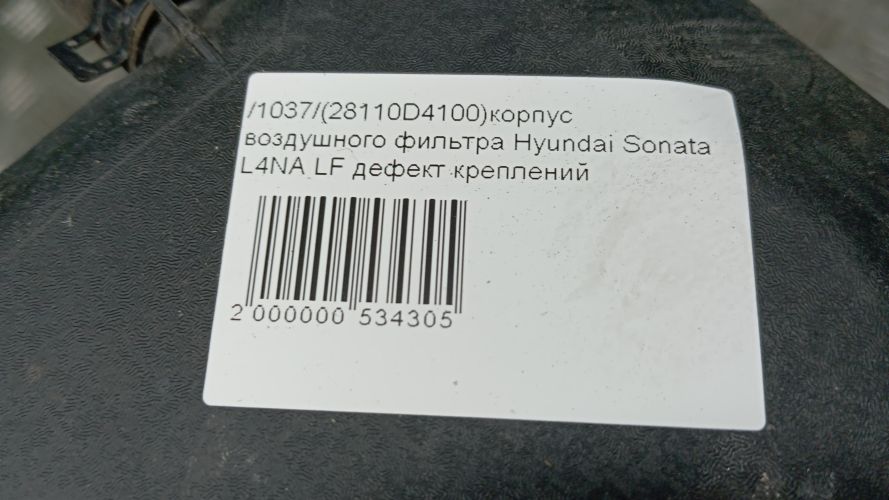 /1037/(28110D4100)корпус
воздушного фильтра Hyundai Sonata
L4NA LF дефект креплений
2 000000 534305